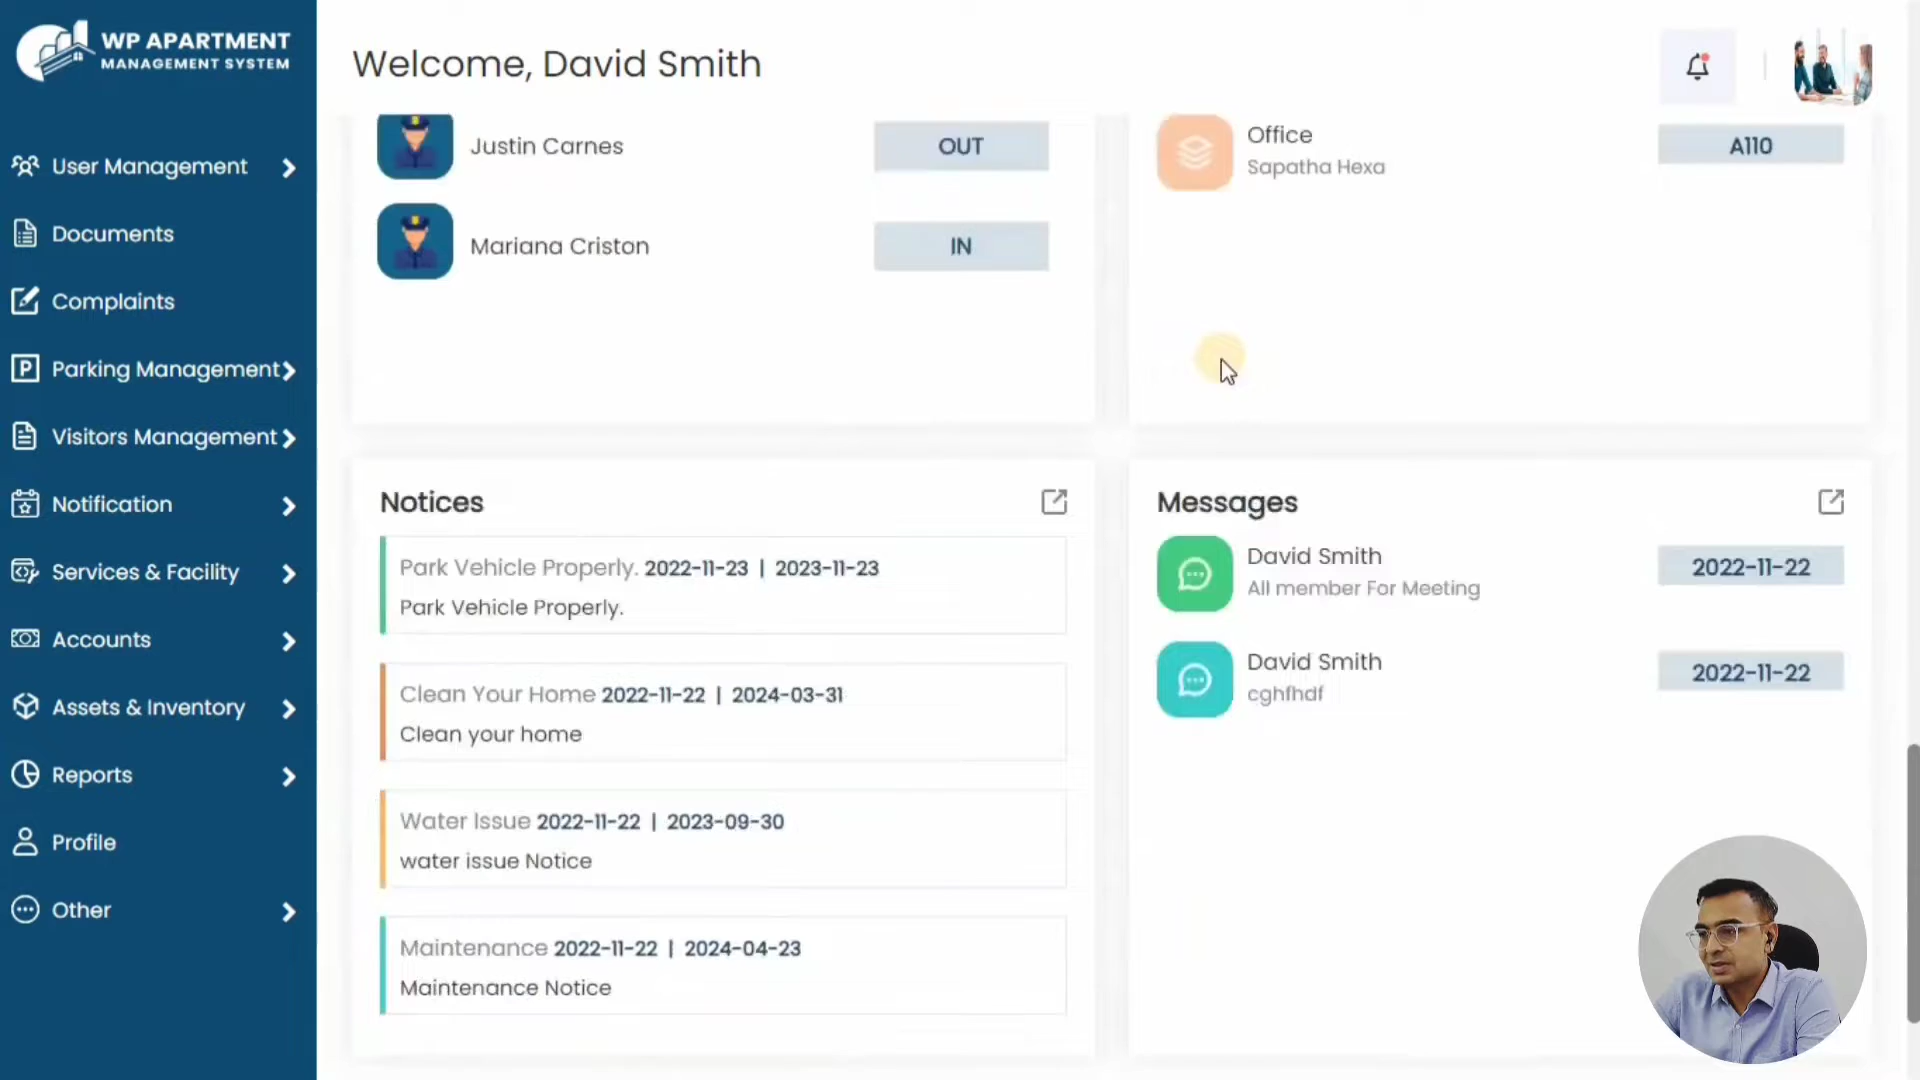 WP APARTMENT
MANAGEMENT SYSTEM
User Management
Documents
Complaints
Parking Management
Visitors Management
Notification
Services & Facility
Accounts
Assets & Inventory
Reports
Profile
Other
Welcome, David Smith
Justin Carnes
OUT
Mariana Criston
IN
Office
Sapatha Hexa
A110
Notices
Park Vehicle Properly. 2022-11-23 | 2023-11-23
Park Vehicle Properly.
Clean Your Home 2022-11-22 | 2024-03-31
Clean your home
Water Issue 2022-11-22 | 2023-09-30
water issue Notice
Maintenance 2022-11-22 | 2024-04-23
Maintenance Notice
Messages
David Smith
All member For Meeting
2022-11-22
David Smith
cghfhdf
2022-11-22